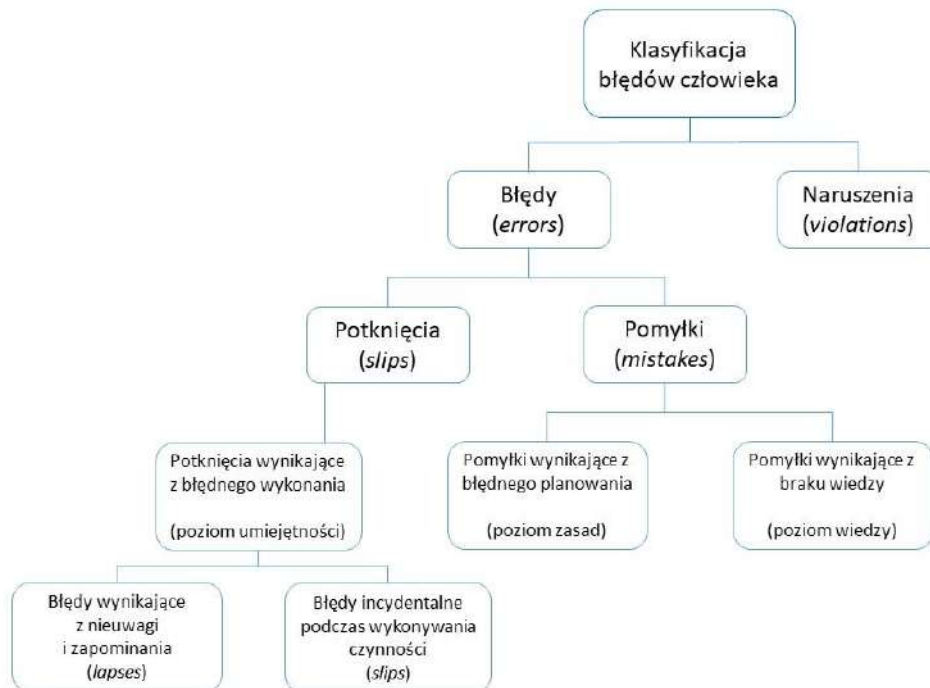 Klasyfikacja
błędów człowieka
Błędy
(errors)
Naruszenia
(violations)
Potknięcia
(slips)
Pomyłki
(mistakes)
Potknięcia wynikające
z błędnego wykonania
(poziom umiejętności)
Pomyłki wynikające z
błędnego planowania
(poziom zasad)
Pomyłki wynikające z
braku wiedzy
(poziom wiedzy)
Błędy wynikające
z nieuwagi
i zapominania
(lapses)
Błędy incydentalne
podczas wykonywania
czynności
(slips)